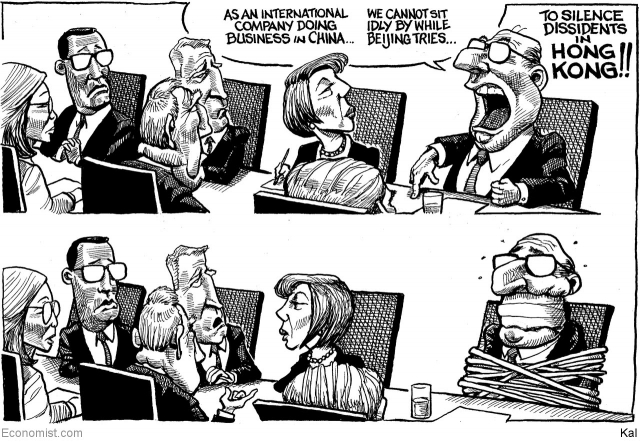 AS AN INTERNATIONAL
COMPANY DOING
BUSINESS IN CHINA...
WE CANNOT SIT
IDLY BY WHILE
BEIJING TRIES...
TO SILENCE
DISSIDENTS
IN
HONG
KONG!!
Economist.com
Kal